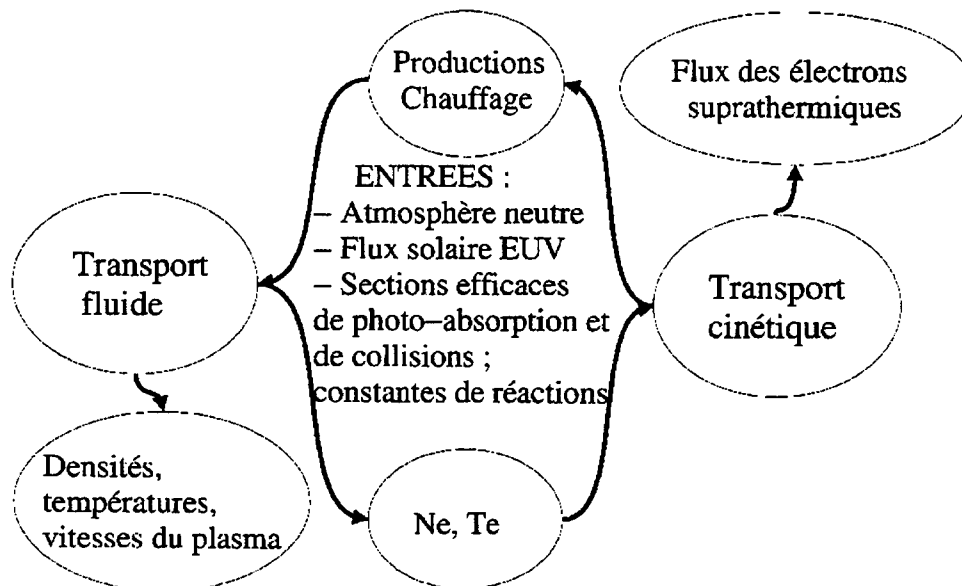 Productions
Chauffage
Flux des électrons
suprathermiques
ENTREES :
– Atmosphère neutre
– Flux solaire EUV
– Sections efficaces
de photo–absorption et
de collisions ;
constantes de réactions
Transport
fluide
Transport
cinétique
Densités,
températures,
vitesses du plasma
Ne, Te